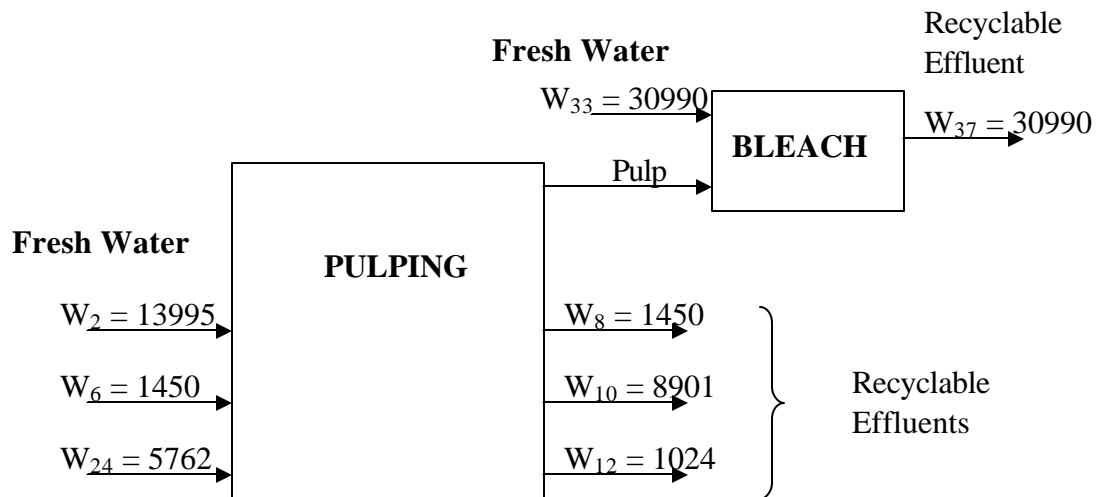 Recyclable
Effluent
Fresh Water
W₃₃ = 30990
W₃₇ = 30990
BLEACH
Pulp
Fresh Water
PULPING
W₂ = 13995
W₈ = 1450
W₆ = 1450
W₁₀ = 8901
Recyclable
Effluents
W₂₄ = 5762
W₁₂ = 1024